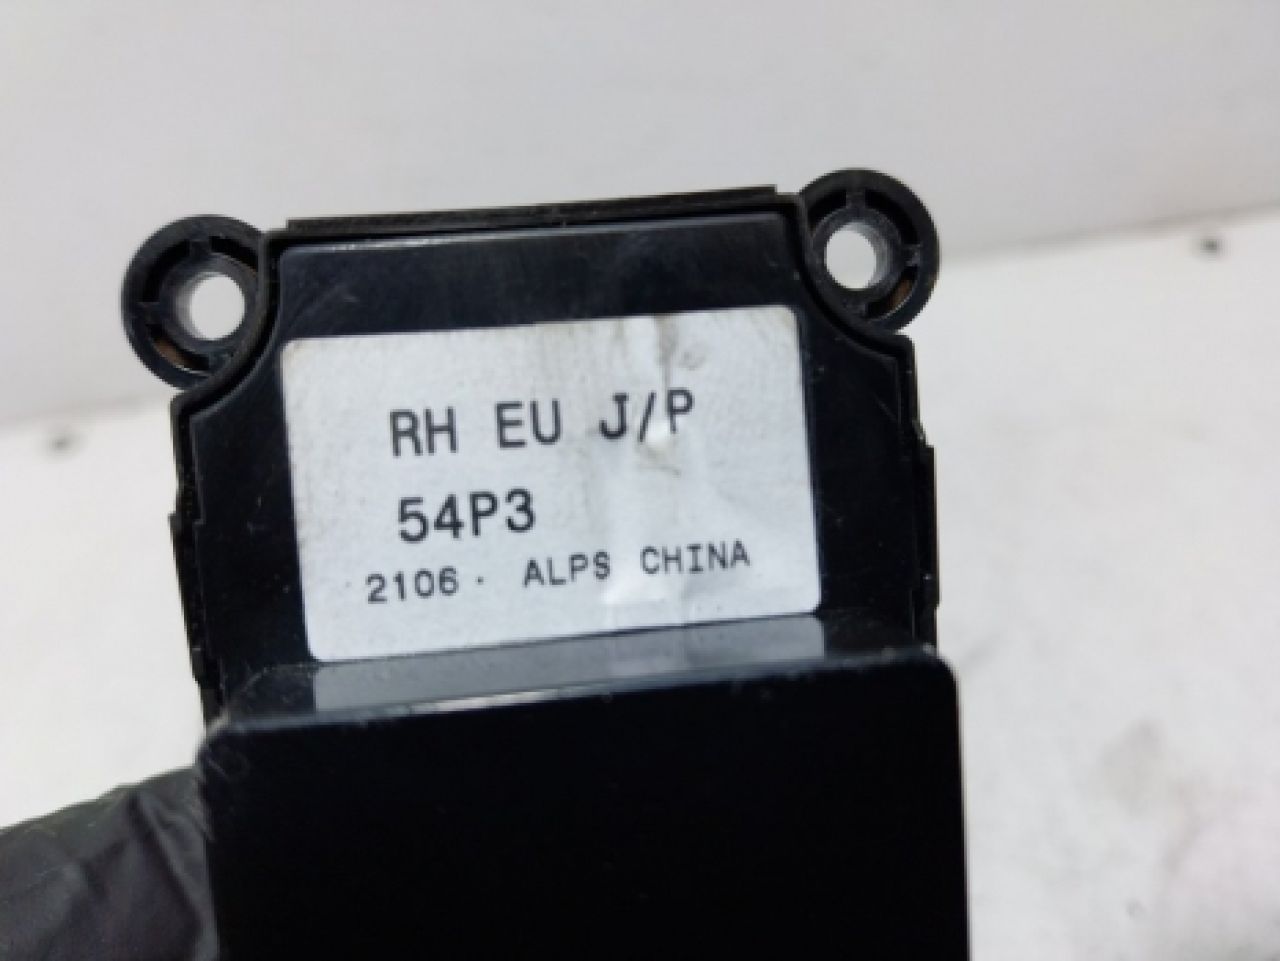 RH EU J/P
54P3
2106· ALPS CHINA